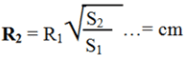 R₂ = R₁√(S₂/S₁) ...= cm